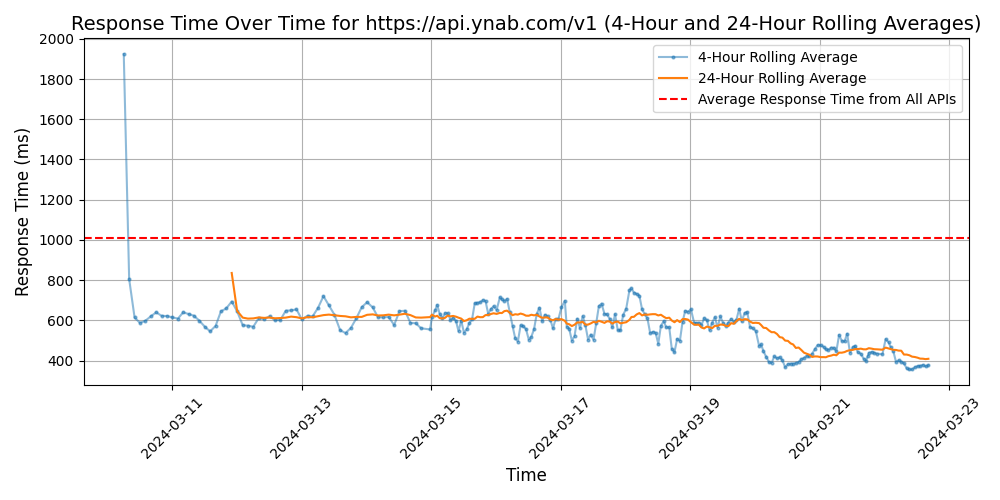 Response Time Over Time for https://api.ynab.com/v1 (4-Hour and 24-Hour Rolling Averages)
4-Hour Rolling Average
24-Hour Rolling Average
Average Response Time from All APIs
Response Time (ms)
2000
1800
1600
1400
1200
1000
800
600
400
2024-03-11
2024-03-13
2024-03-15
2024-03-17
2024-03-19
2024-03-21
2024-03-23
Time